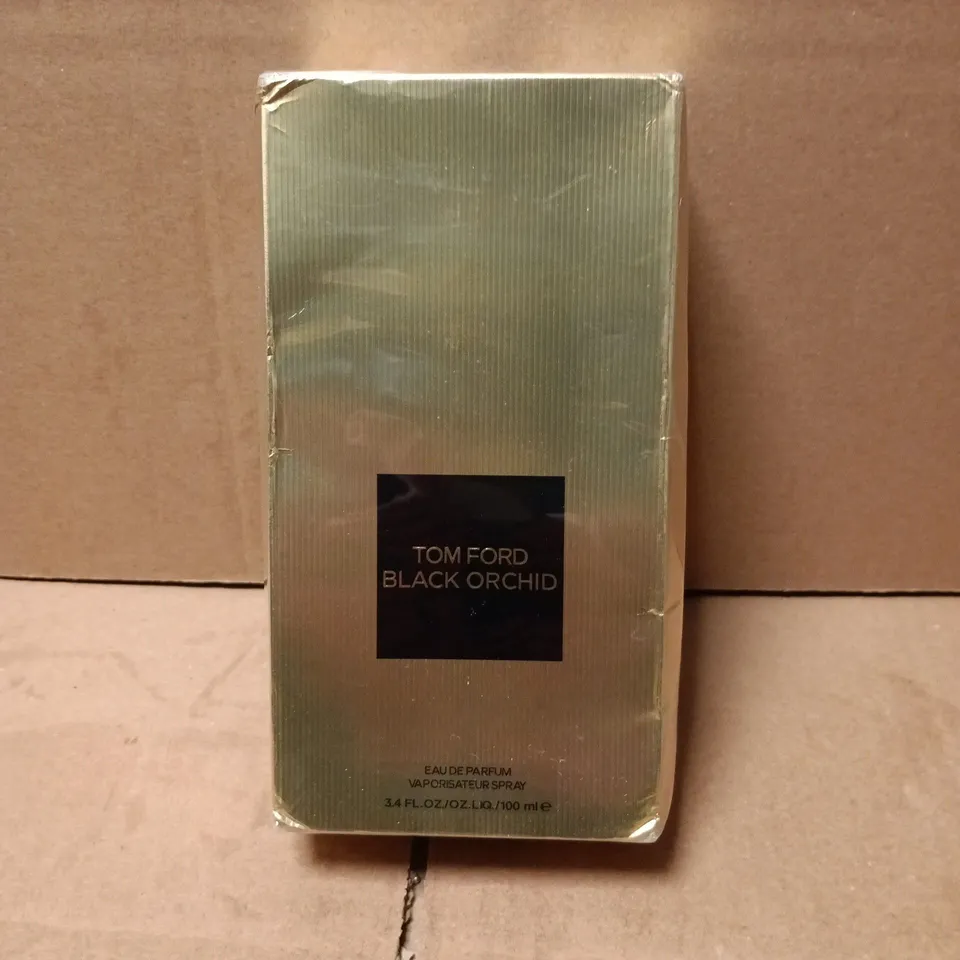 TOM FORD
BLACK ORCHID
EAU DE PARFUM
VAPORISATEUR SPRAY
3.4 FL.OZ./OZ.LIQ./100 ml ℮